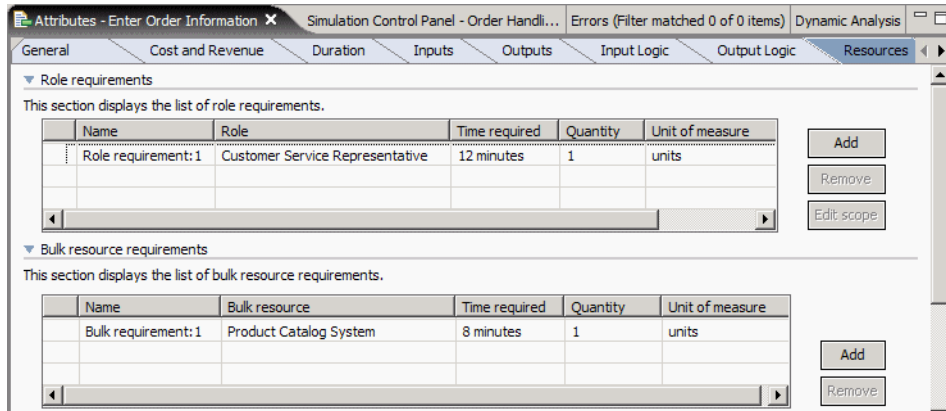 Attributes - Enter Order Information Simulation Control Panel - Order Handli... Errors (Filter matched 0 of 0 items) Dynamic Analysis
General Cost and Revenue Duration Inputs Outputs Input Logic Output Logic Resources
Role requirements
This section displays the list of role requirements.
Name Role Time required Quantity Unit of measure
Add
Role requirement:1 Customer Service Representative 12 minutes 1 units
Remove
Edit scope
Bulk resource requirements
This section displays the list of bulk resource requirements.
Name Bulk resource Time required Quantity Unit of measure
Bulk requirement:1 Product Catalog System 8 minutes 1 units
Add
Remove